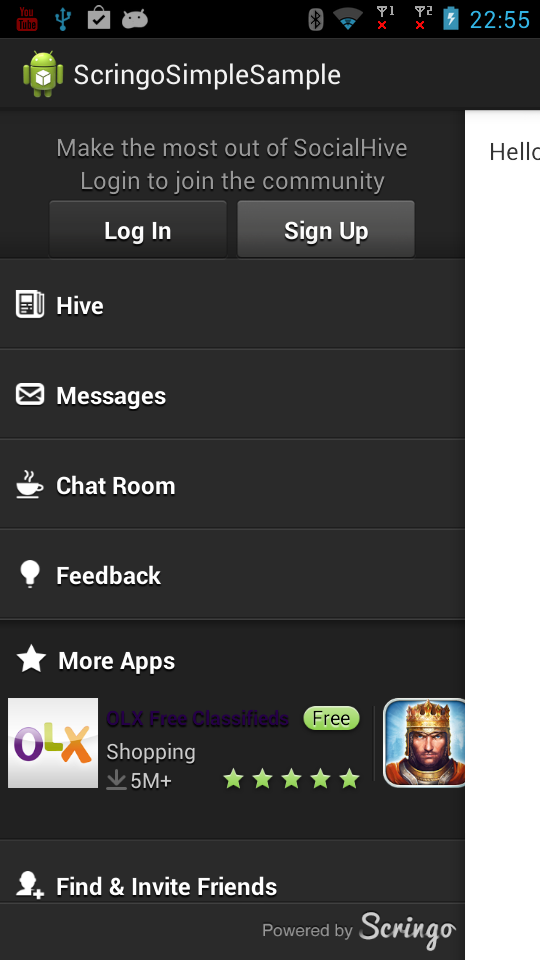 You
Tube
1
2
22:55
ScringoSimpleSample
Make the most out of SocialHive
Login to join the community
Log In
Sign Up
Hello
Hive
Messages
Chat Room
Feedback
More Apps
OLX
OLX Free Classifieds
Free
Shopping
5M+
Find & Invite Friends
Powered by Scringo